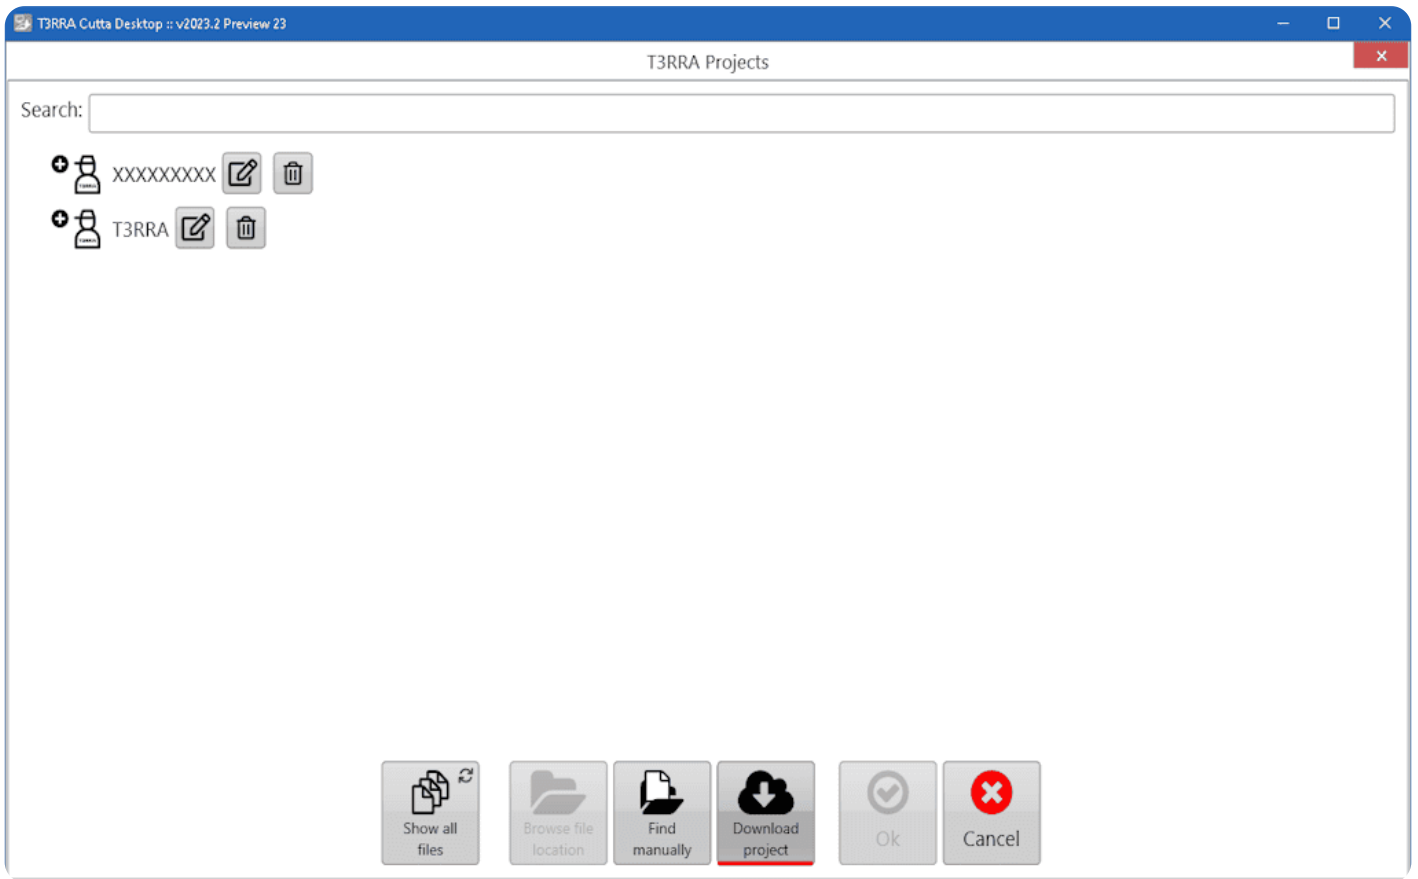 T3RRA Cutta Desktop :: v2023.2 Preview 23
T3RRA Projects
Search:
XXXXXXXXX
T3RRA
Show all
files
Browse file
location
Find
manually
Download
project
Ok
Cancel